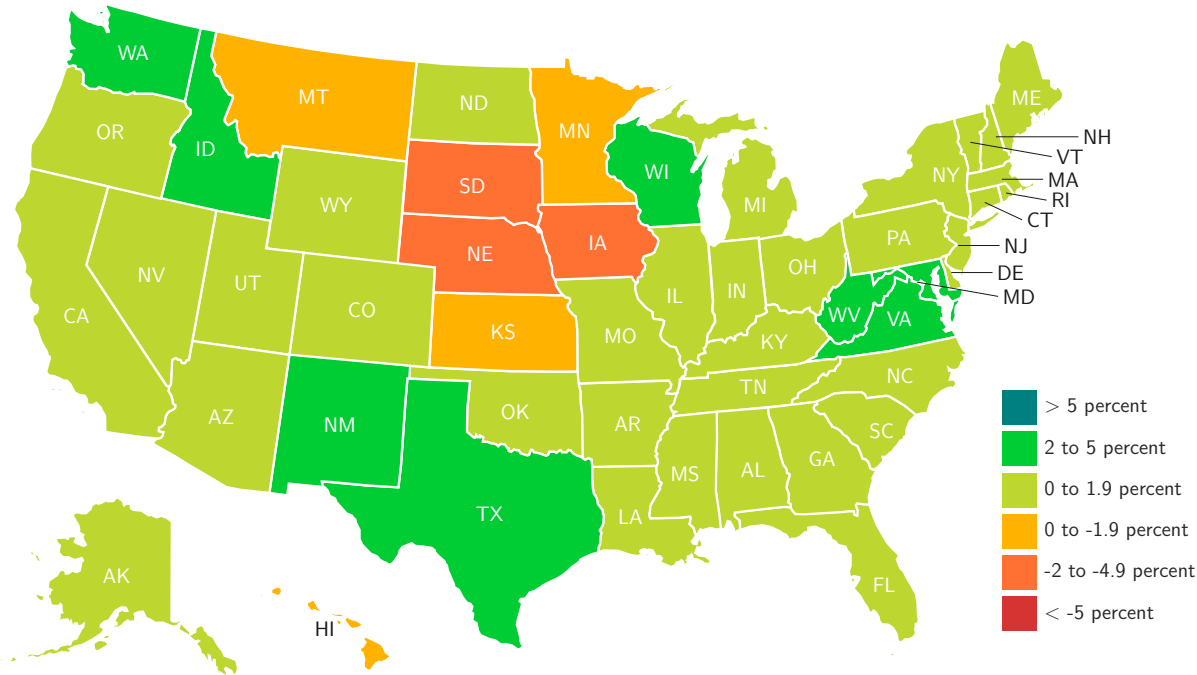 WA
MT
ND
MN
ME
OR
ID
NH
VT
WI
NY
MA
SD
RI
WY
MI
CT
PA
IA
NJ
NE
OH
DE
NV
UT
IL
IN
MD
CO
CA
WV
VA
KS
MO
KY
NC
TN
> 5 percent
AZ
NM
OK
AR
SC
2 to 5 percent
GA
AL
MS
0 to 1.9 percent
TX
LA
0 to -1.9 percent
AK
FL
-2 to -4.9 percent
HI
< -5 percent